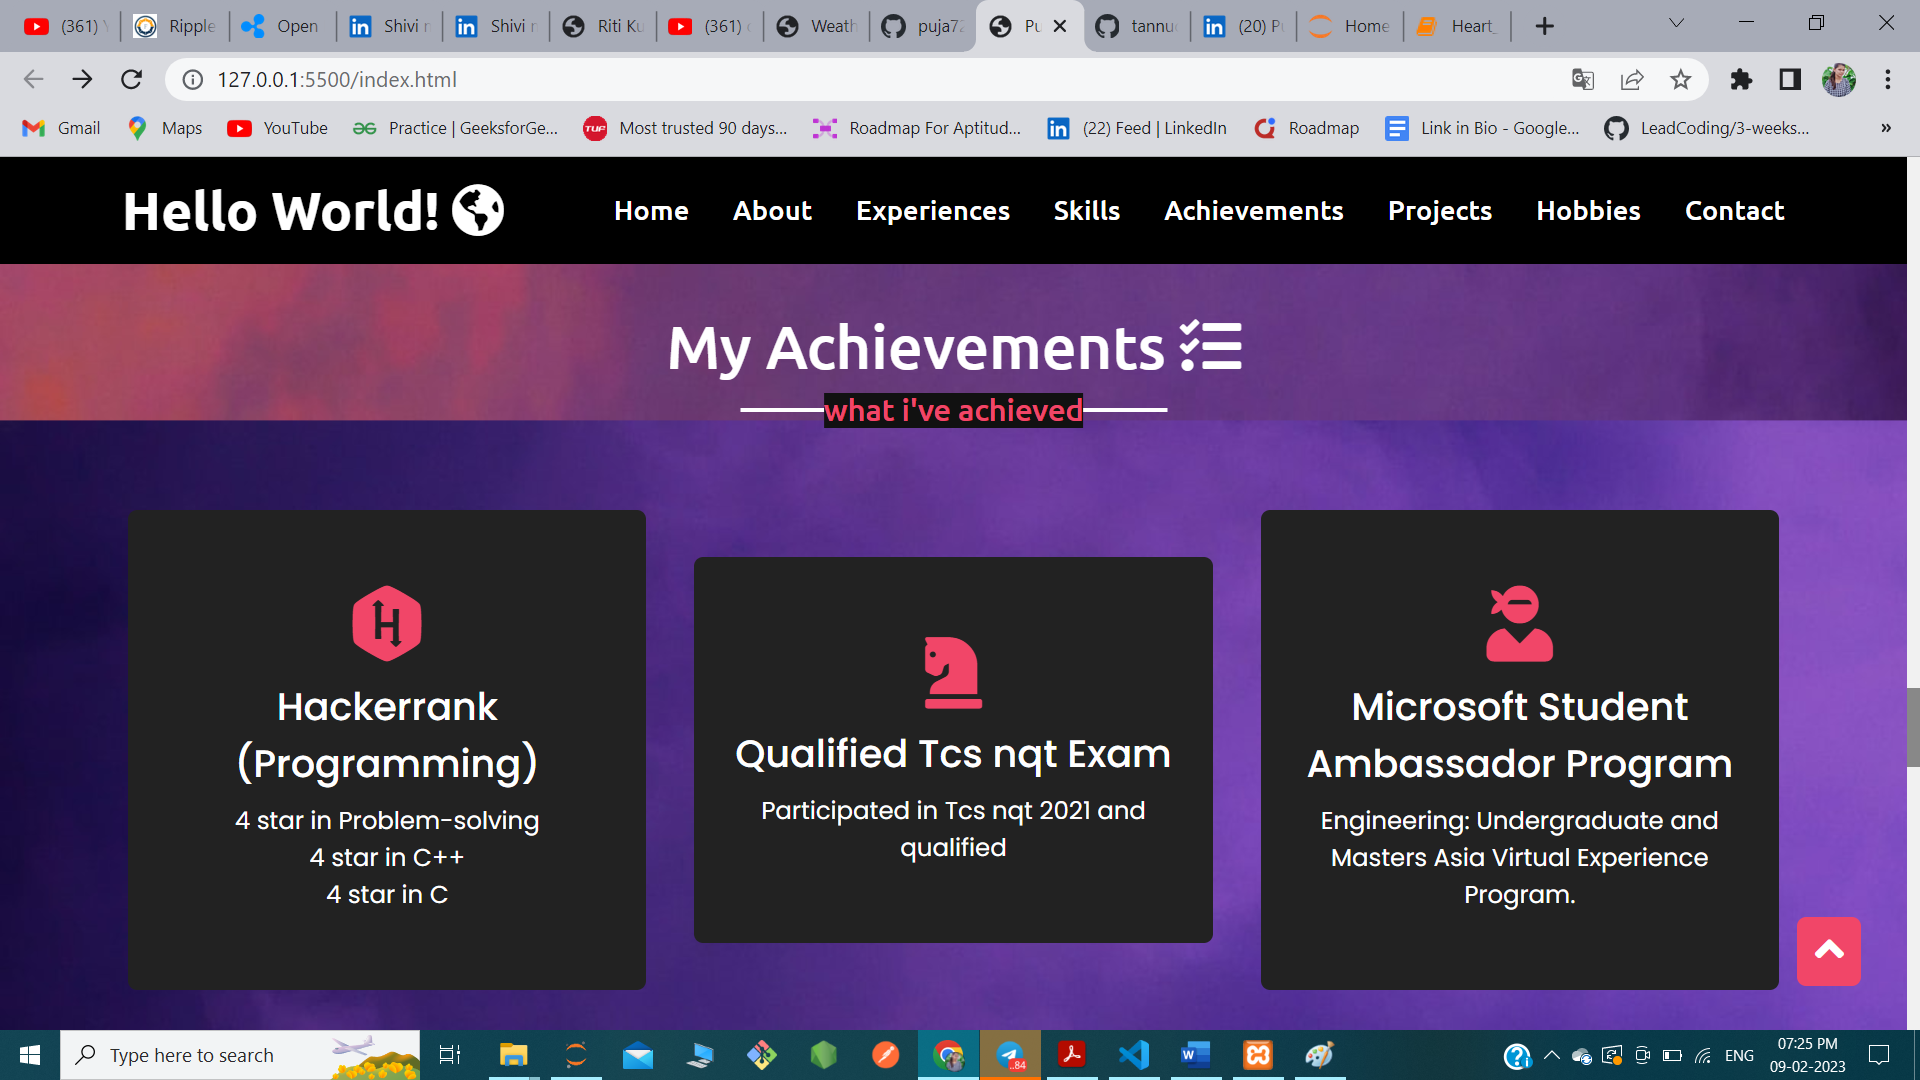 (361) Y
Ripple
Open
Shivi r
Shivi r
Riti Ku
(361) c
Weath
puja72
Pu
tannu
(20) Pu
Home
Heart_
127.0.0.1:5500/index.html
Gmail
Maps
YouTube
Practice | GeeksforGe...
TUF
Most trusted 90 days...
Roadmap For Aptitud...
(22) Feed | LinkedIn
Roadmap
Link in Bio - Google...
LeadCoding/3-weeks...
»
Hello World!
Home
About
Experiences
Skills
Achievements
Projects
Hobbies
Contact
My Achievements
what i've achieved
Hackerrank
(Programming)
4 star in Problem-solving
4 star in C++
4 star in C
Qualified Tcs nqt Exam
Participated in Tcs nqt 2021 and
qualified
Microsoft Student
Ambassador Program
Engineering: Undergraduate and
Masters Asia Virtual Experience
Program.
Type here to search
..84
ENG
07:25 PM
09-02-2023